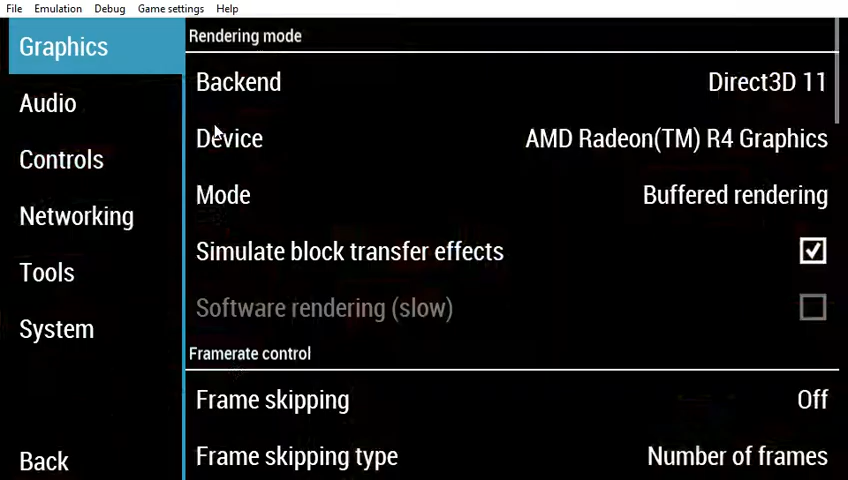 File Emulation Debug Game settings Help
Graphics
Audio
Controls
Networking
Tools
System
Back
Rendering mode
Backend Direct3D 11
Device AMD Radeon(TM) R4 Graphics
Mode Buffered rendering
Simulate block transfer effects
Software rendering (slow)
Framerate control
Frame skipping Off
Frame skipping type Number of frames